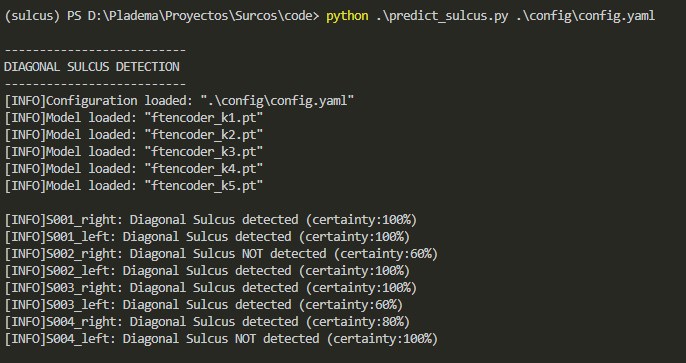 (sulcus) PS D:\Pladema\Proyectos\Surcos\code> python .\predict_sulcus.py .\config\config.yaml
--------------------------
DIAGONAL SULCUS DETECTION
--------------------------
[INFO]Configuration loaded: ".\config\config.yaml"
[INFO]Model loaded: "ftencoder_k1.pt"
[INFO]Model loaded: "ftencoder_k2.pt"
[INFO]Model loaded: "ftencoder_k3.pt"
[INFO]Model loaded: "ftencoder_k4.pt"
[INFO]Model loaded: "ftencoder_k5.pt"
[INFO]S001_right: Diagonal Sulcus detected (certainty:100%)
[INFO]S001_left: Diagonal Sulcus detected (certainty:100%)
[INFO]S002_right: Diagonal Sulcus NOT detected (certainty:60%)
[INFO]S002_left: Diagonal Sulcus detected (certainty:100%)
[INFO]S003_right: Diagonal Sulcus detected (certainty:100%)
[INFO]S003_left: Diagonal Sulcus detected (certainty:60%)
[INFO]S004_right: Diagonal Sulcus detected (certainty:80%)
[INFO]S004_left: Diagonal Sulcus NOT detected (certainty:100%)